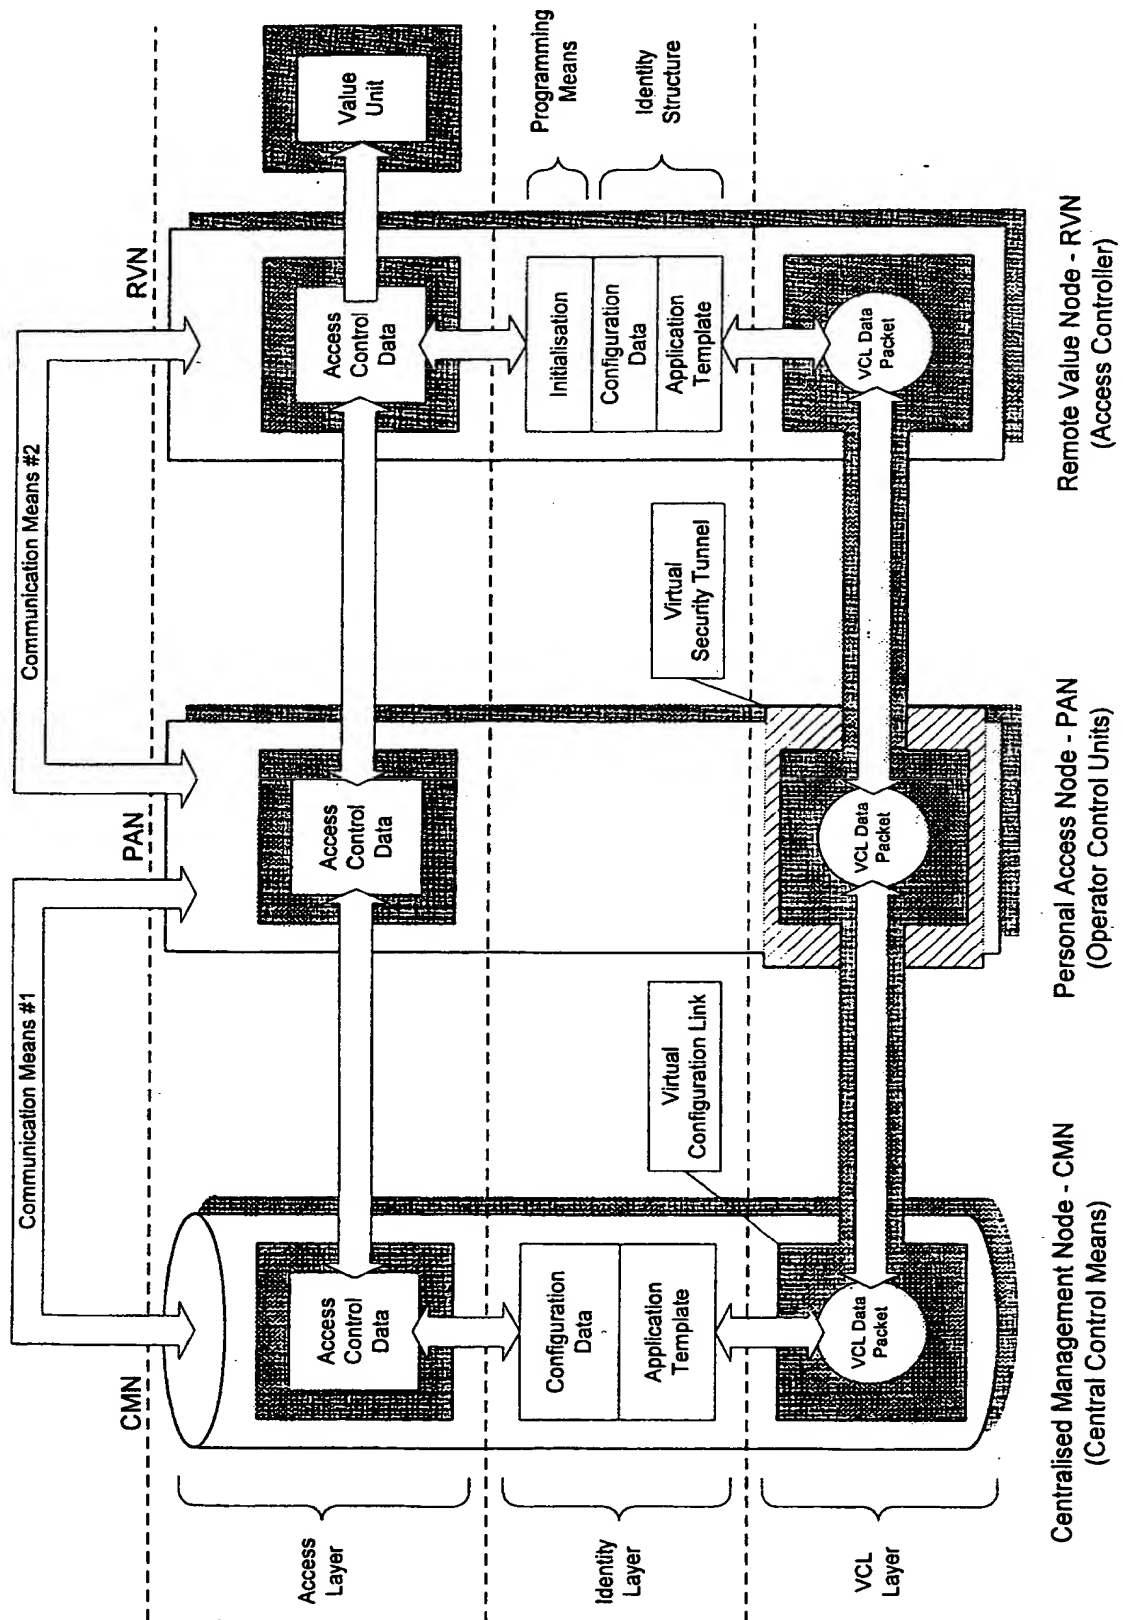 Communication Means #1
Communication Means #2
CMN
PAN
RVN
Access
Layer
Access
Control
Data
Access
Control
Data
Access
Control
Data
Value
Unit
Identity
Layer
Configuration
Data
Application
Template
Initialisation
Configuration
Data
Application
Template
Programming
Means
Identity
Structure
Virtual
Configuration Link
Virtual
Security Tunnel
VCL
Layer
VCL Data
Packet
VCL Data
Packet
VCL Data
Packet
Centralised Management Node - CMN
(Central Control Means)
Personal Access Node - PAN
(Operator Control Units)
Remote Value Node - RVN
(Access Controller)